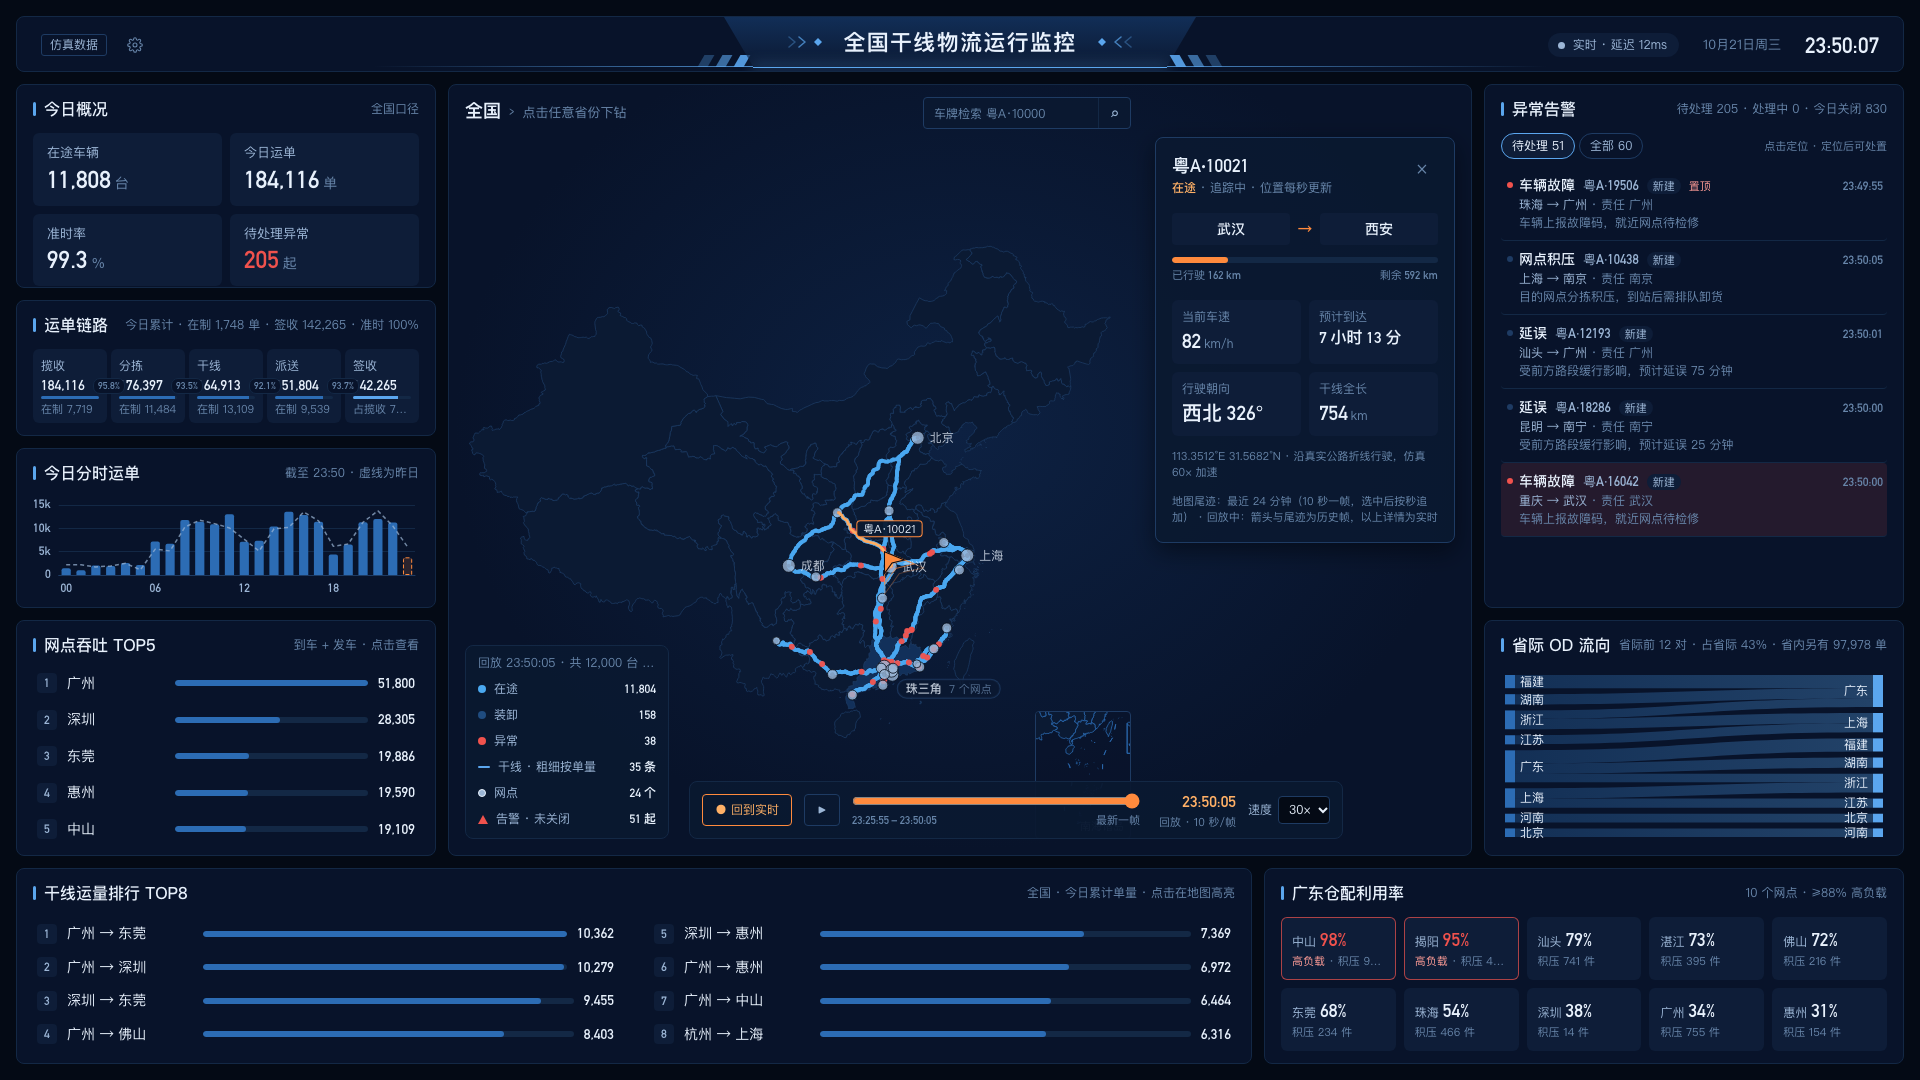 仿真数据
全国干线物流运行监控
实时 · 延迟 12ms
10月21日周三
23:50:07
今日概况
全国口径
在途车辆
11,808 台
今日运单
184,116 单
准时率
99.3 %
待处理异常
205 起
运单链路
今日累计 · 在制 1,748 单 · 签收 142,265 · 准时 100%
揽收 分拣 干线 派送 签收
184,116 95.8% 76,397 93.5% 64,913 92.1% 51,804 93.7% 42,265
在制 7,719 在制 11,484 在制 13,109 在制 9,539 占揽收 7...
今日分时运单
截至 23:50 · 虚线为昨日
15k
10k
5k
0
00 06 12 18
网点吞吐 TOP5
到车 + 发车 · 点击查看
1 广州 51,800
2 深圳 28,305
3 东莞 19,886
4 惠州 19,590
5 中山 19,109
全国 › 点击任意省份下钻
车牌检索 粤A·10000
北京
粤A·10021
上海
成都
武汉
珠三角 7 个网点
粤A·10021
×
在途 · 追踪中 · 位置每秒更新
武汉 → 西安
已行驶 162 km
剩余 592 km
当前车速
82 km/h
预计到达
7 小时 13 分
行驶朝向
西北 326°
干线全长
754 km
113.3512°E 31.5682°N · 沿真实公路折线行驶，仿真
60× 加速
地图尾迹：最近 24 分钟（10 秒一帧，选中后按秒追
加）· 回放中：箭头与尾迹为历史帧，以上详情为实时
回放 23:50:05 · 共 12,000 台 ...
在途 11,804
装卸 158
异常 38
干线 · 粗细按单量 35 条
网点 24 个
告警 · 未关闭 51 起
回到实时
23:25:55 – 23:50:05
最新一帧
23:50:05
回放 · 10 秒/帧
速度
30×
异常告警
待处理 205 · 处理中 0 · 今日关闭 830
待处理 51
全部 60
点击定位 · 定位后可处置
车辆故障 粤A·19506 新建 置顶 23:49:55
珠海 → 广州 · 责任 广州
车辆上报故障码，就近网点待检修
网点积压 粤A·10438 新建 23:50:05
上海 → 南京 · 责任 南京
目的网点分拣积压，到站后需排队卸货
延误 粤A·12193 新建 23:50:01
汕头 → 广州 · 责任 广州
受前方路段缓行影响，预计延误 75 分钟
延误 粤A·18286 新建 23:50:00
昆明 → 南宁 · 责任 南宁
受前方路段缓行影响，预计延误 25 分钟
车辆故障 粤A·16042 新建 23:50:00
重庆 → 武汉 · 责任 武汉
车辆上报故障码，就近网点待检修
省际 OD 流向
省际前 12 对 · 占省际 43% · 省内另有 97,978 单
福建
湖南
浙江
江苏
广东
上海
河南
北京
广东
上海
福建
湖南
浙江
江苏
北京
河南
干线运量排行 TOP8
全国 · 今日累计单量 · 点击在地图高亮
1 广州 → 东莞 10,362
2 广州 → 深圳 10,279
3 深圳 → 东莞 9,455
4 广州 → 佛山 8,403
5 深圳 → 惠州 7,369
6 广州 → 惠州 6,972
7 广州 → 中山 6,464
8 杭州 → 上海 6,316
广东仓配利用率
10 个网点 · ≥88% 高负载
中山 98%
高负载 · 积压 9...
揭阳 95%
高负载 · 积压 4...
汕头 79%
积压 741 件
湛江 73%
积压 395 件
佛山 72%
积压 216 件
东莞 68%
积压 234 件
珠海 54%
积压 466 件
深圳 38%
积压 14 件
广州 34%
积压 755 件
惠州 31%
积压 154 件